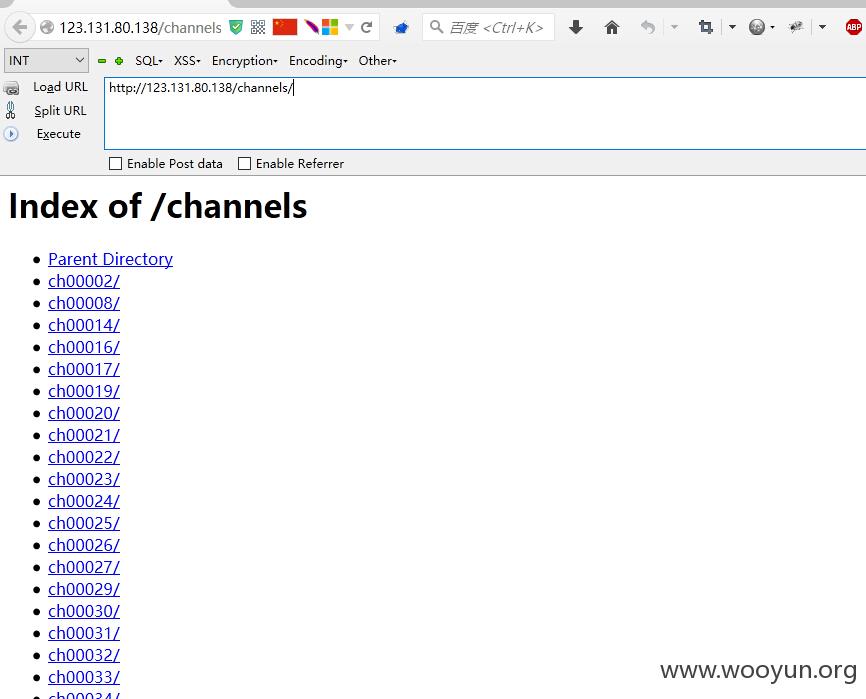 123.131.80.138/channels
百度 <Ctrl+K>
ABP
INT
SQL
XSS
Encryption
Encoding
Other
Load URL
Split URL
Execute
http://123.131.80.138/channels/
Enable Post data
Enable Referrer
Index of /channels
Parent Directory
ch00002/
ch00008/
ch00014/
ch00016/
ch00017/
ch00019/
ch00020/
ch00021/
ch00022/
ch00023/
ch00024/
ch00025/
ch00026/
ch00027/
ch00029/
ch00030/
ch00031/
ch00032/
ch00033/
ch00034/
www.wooyun.org